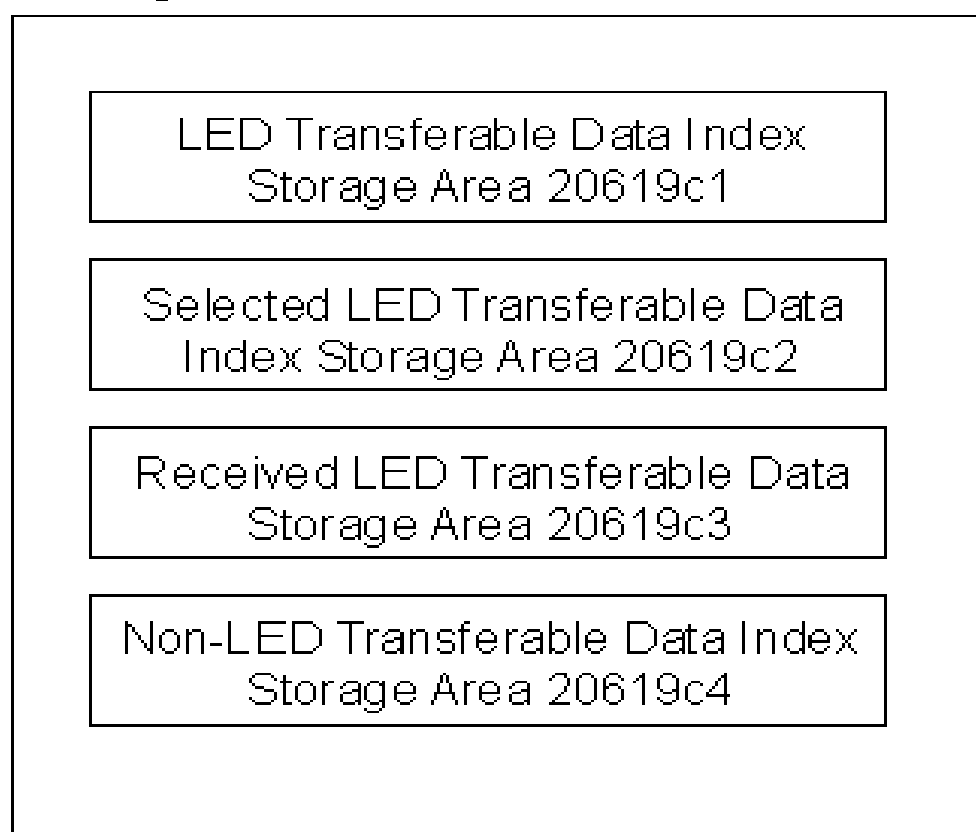 LED Transferable Data Index
Storage Area 20619c1
Selected LED Transferable Data
Index Storage Area 20619c2
Received LED Transferable Data
Storage Area 20619c3
Non-LED Transferable Data Index
Storage Area 20619c4